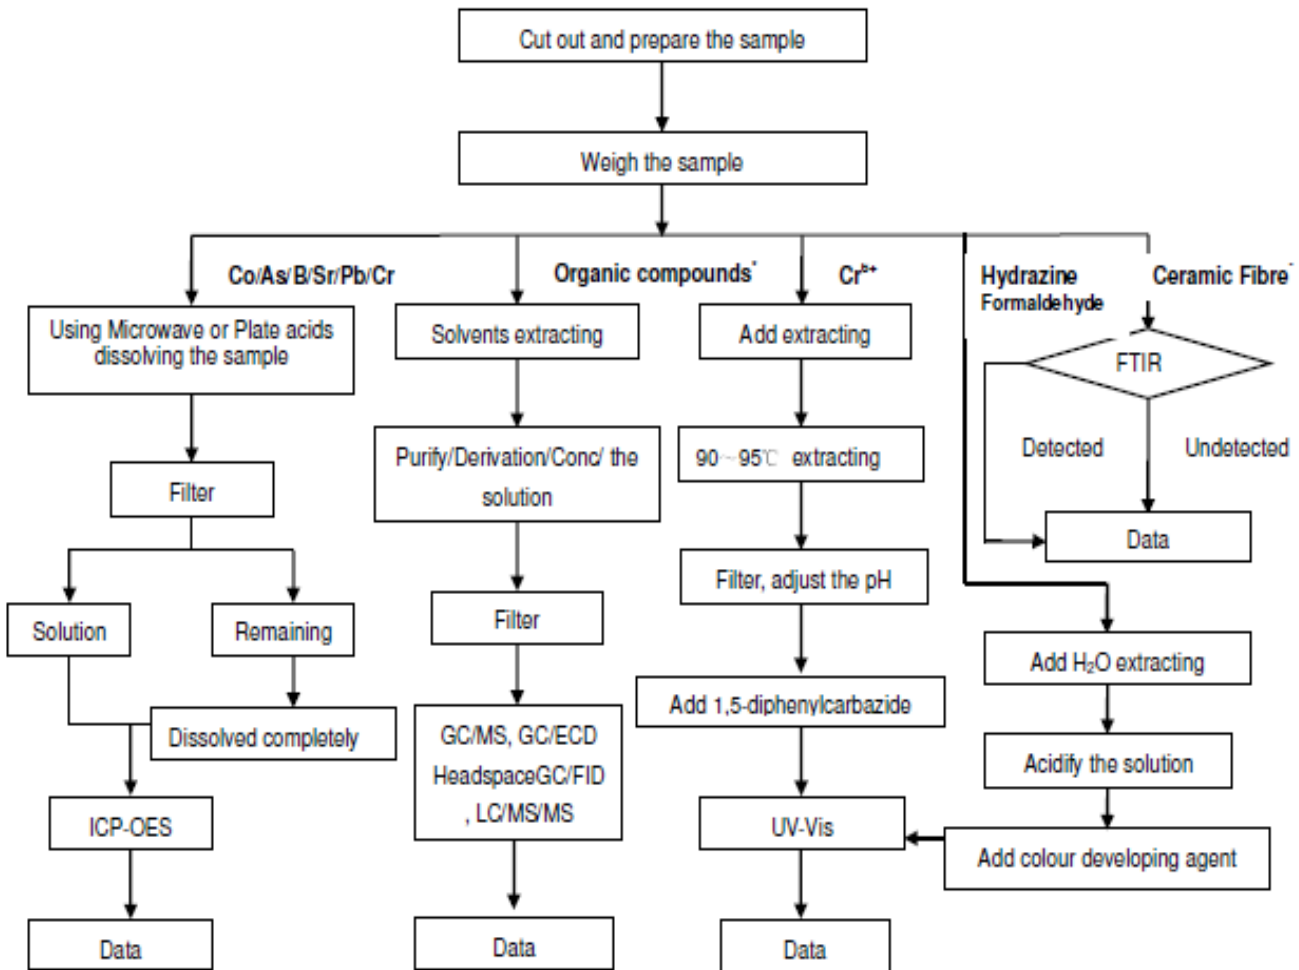 Cut out and prepare the sample
Weigh the sample
Co/As/B/Sr/Pb/Cr
Organic compounds*
Cr⁶⁺
Hydrazine
Formaldehyde
Ceramic Fibre*
Using Microwave or Plate acids
dissolving the sample
Filter
Solution
Remaining
Dissolved completely
ICP-OES
Data
Solvents extracting
Purify/Derivation/Conc/ the
solution
Filter
GC/MS, GC/ECD
HeadspaceGC/FID
, LC/MS/MS
Data
Add extracting
90~95℃ extracting
Filter, adjust the pH
Add 1,5-diphenylcarbazide
UV-Vis
Data
FTIR
Detected
Undetected
Data
Add H₂O extracting
Acidify the solution
Add colour developing agent